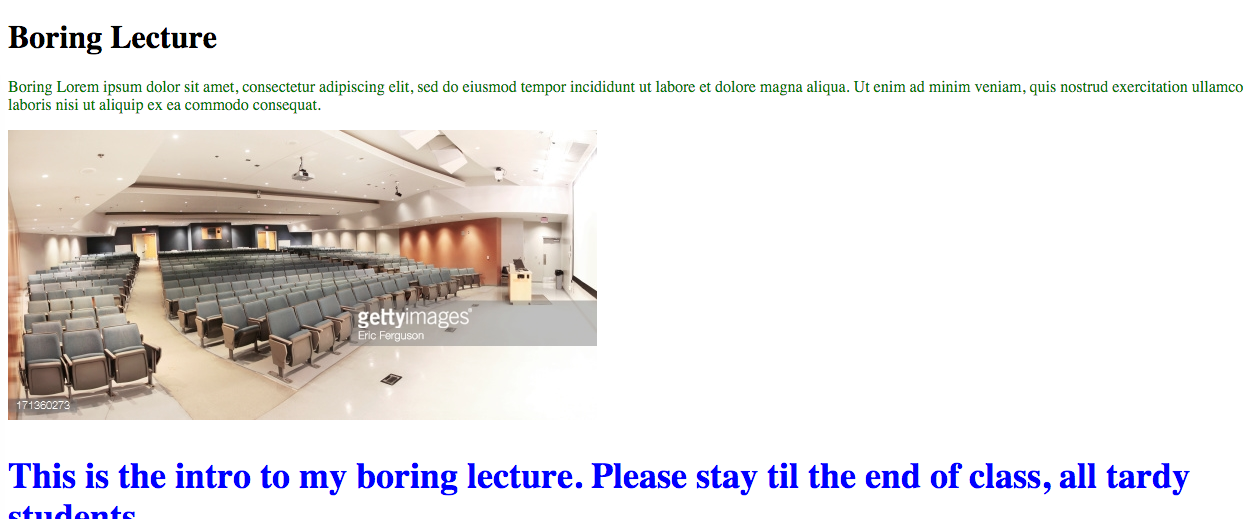 Boring Lecture
Boring Lorem ipsum dolor sit amet, consectetur adipiscing elit, sed do eiusmod tempor incididunt ut labore et dolore magna aliqua. Ut enim ad minim veniam, quis nostrud exercitation ullamco
laboris nisi ut aliquip ex ea commodo consequat.
gettyimages®
Eric Ferguson
171360273
This is the intro to my boring lecture. Please stay til the end of class, all tardy
students